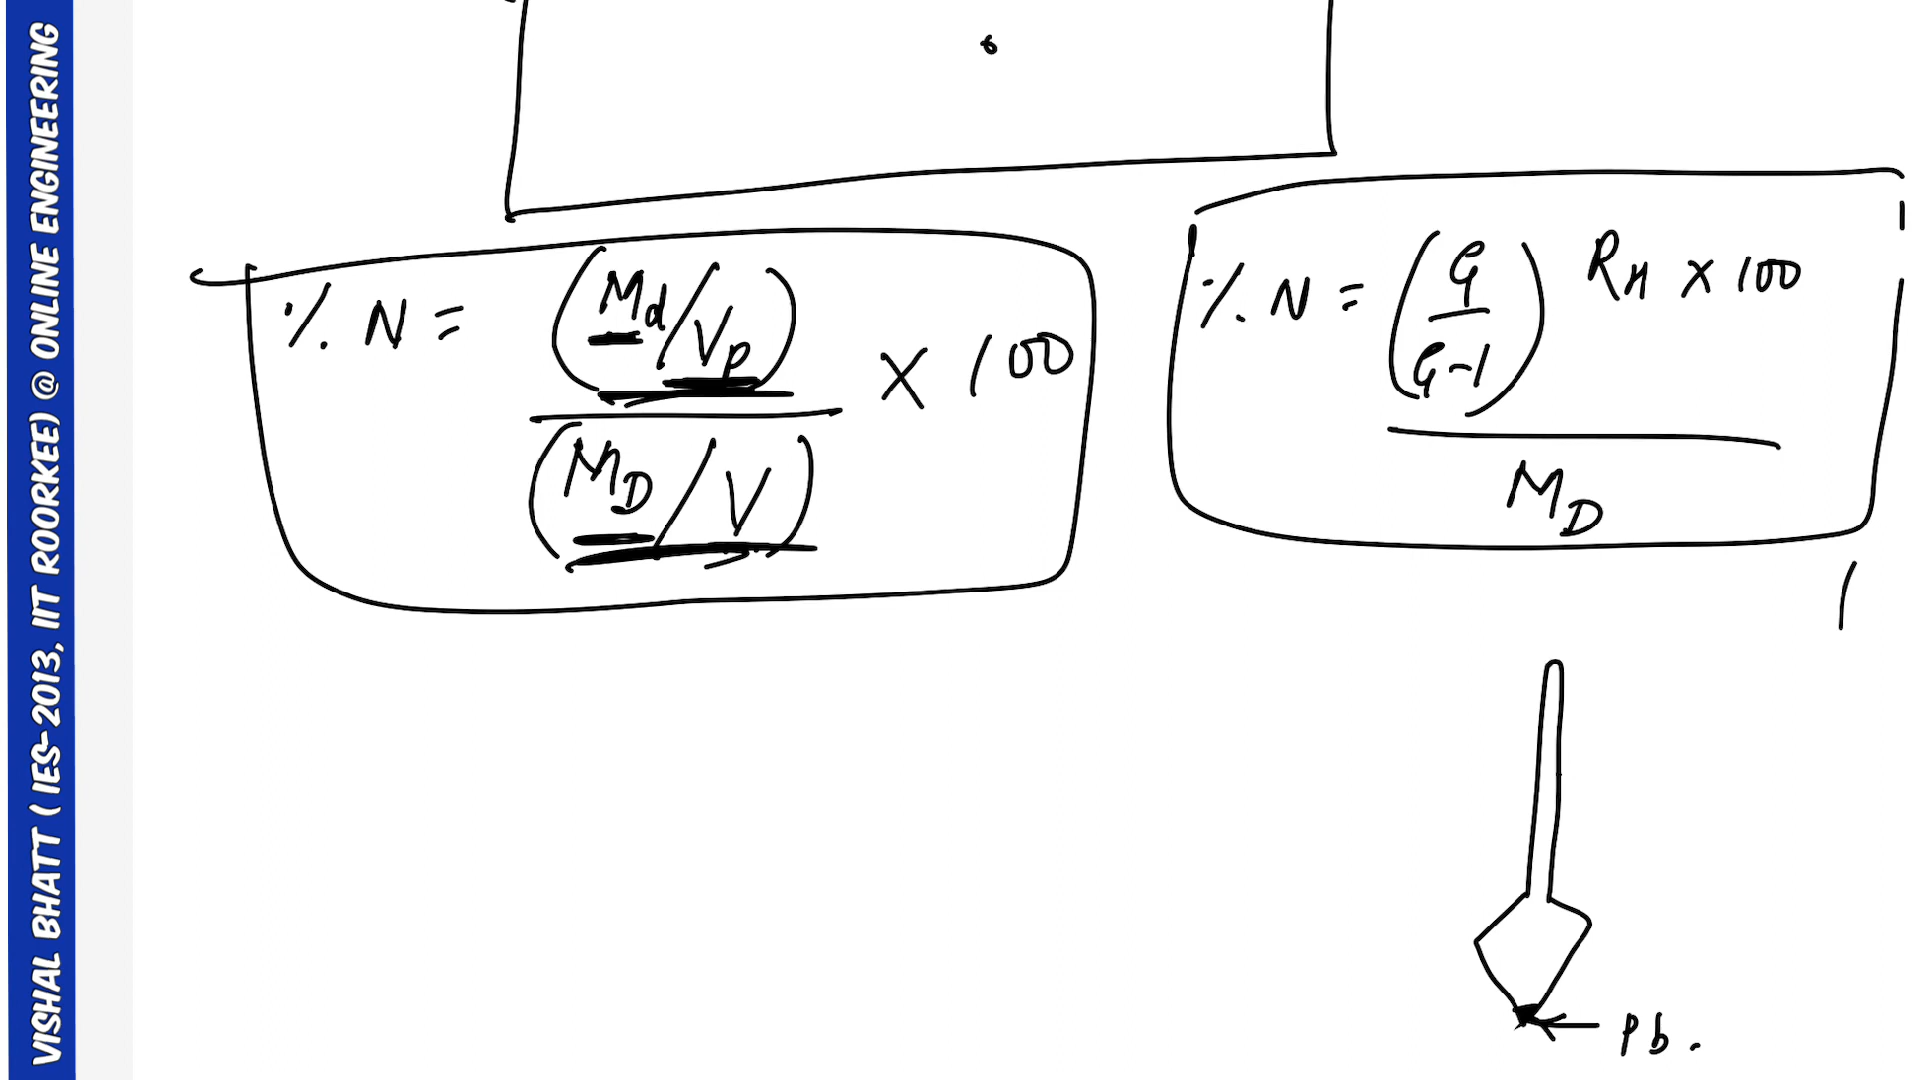 VISHAL BHATT ( IES-2013, IIT ROORKEE) @ ONLINE ENGINEERING
% N = (Md/Vp) / (MD/V) X 100
% N = (G / G-1) RH X 100 / MD
Pb.